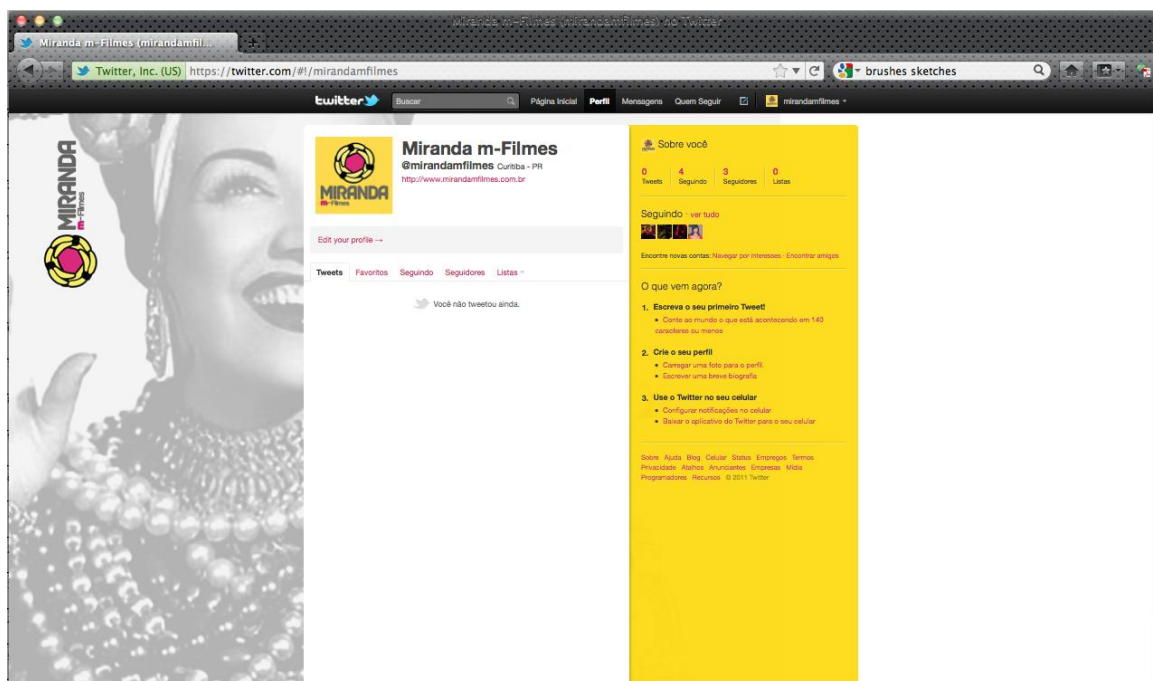 Miranda m-Filmes (mirandamfilmes) no Twitter
Miranda m-Filmes (mirandamfil...
Twitter, Inc. (US) https://twitter.com/#!/mirandamfilmes
brushes sketches
twitter Buscar Página Inicial Perfil Mensagens Quem Seguir mirandamfilmes
MIRANDA
m-Filmes
MIRANDA
m-Filmes
Miranda m-Filmes
@mirandamfilmes Curitiba - PR
http://www.mirandamfilmes.com.br
Edit your profile →
Tweets Favoritos Seguindo Seguidores Listas
Você não tweetou ainda.
Sobre você
0 4 3 0
Tweets Seguindo Seguidores Listas
Seguindo · ver tudo
Encontre novas contas: Navegar por interesses · Encontrar amigos
O que vem agora?
1. Escreva o seu primeiro Tweet!
• Conte ao mundo o que está acontecendo em 140
caracteres ou menos
2. Crie o seu perfil
• Carregar uma foto para o perfil.
• Escrever uma breve biografia
3. Use o Twitter no seu celular
• Configurar notificações no celular
• Baixar o aplicativo do Twitter para o seu celular
Sobre Ajuda Blog Celular Status Empregos Termos
Privacidade Atalhos Anunciantes Empresas Mídia
Programadores Recursos © 2011 Twitter